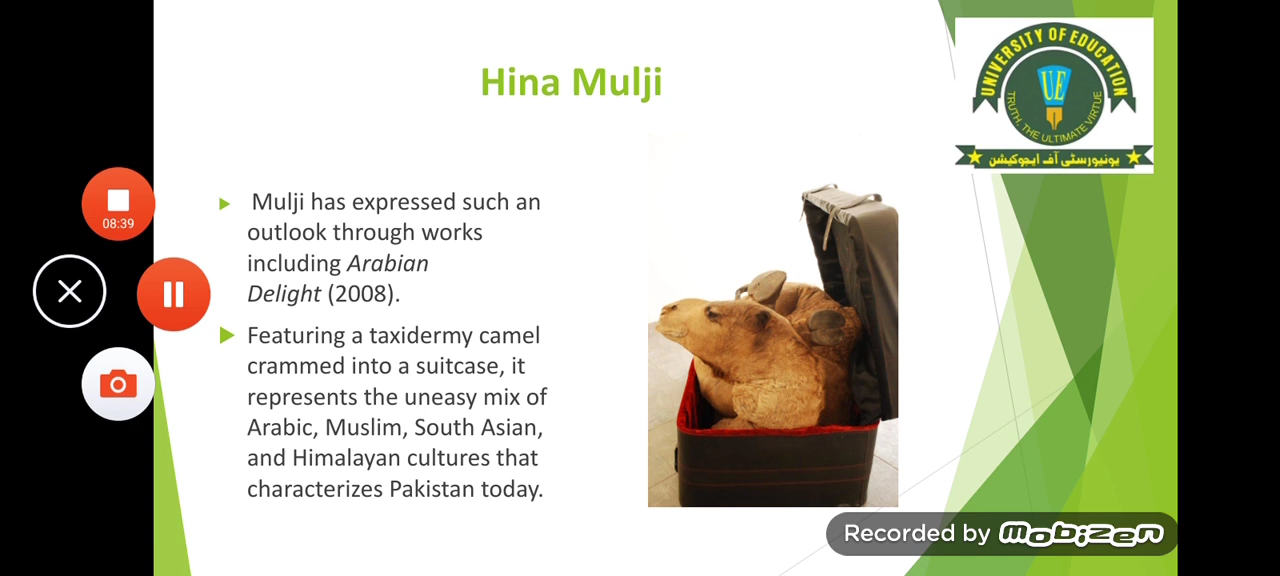 Hina Mulji
UNIVERSITY OF EDUCATION
UE
TRUTH, THE ULTIMATE VIRTUE
یونیورسٹی آف ایجوکیشن
Mulji has expressed such an
outlook through works
including Arabian
Delight (2008).
Featuring a taxidermy camel
crammed into a suitcase, it
represents the uneasy mix of
Arabic, Muslim, South Asian,
and Himalayan cultures that
characterizes Pakistan today.
08:39
Recorded by Mobizen